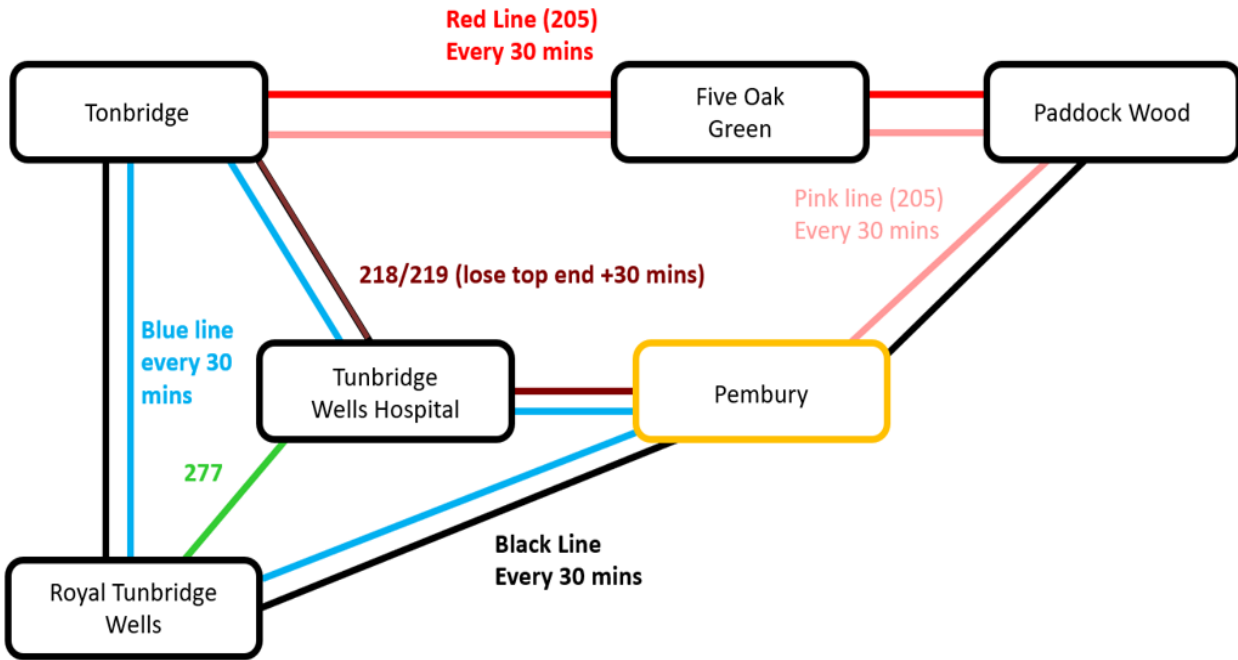 Red Line (205)
Every 30 mins
Tonbridge
Five Oak
Green
Paddock Wood
Pink line (205)
Every 30 mins
218/219 (lose top end +30 mins)
Blue line
every 30
mins
Tunbridge
Wells Hospital
Pembury
277
Black Line
Every 30 mins
Royal Tunbridge
Wells